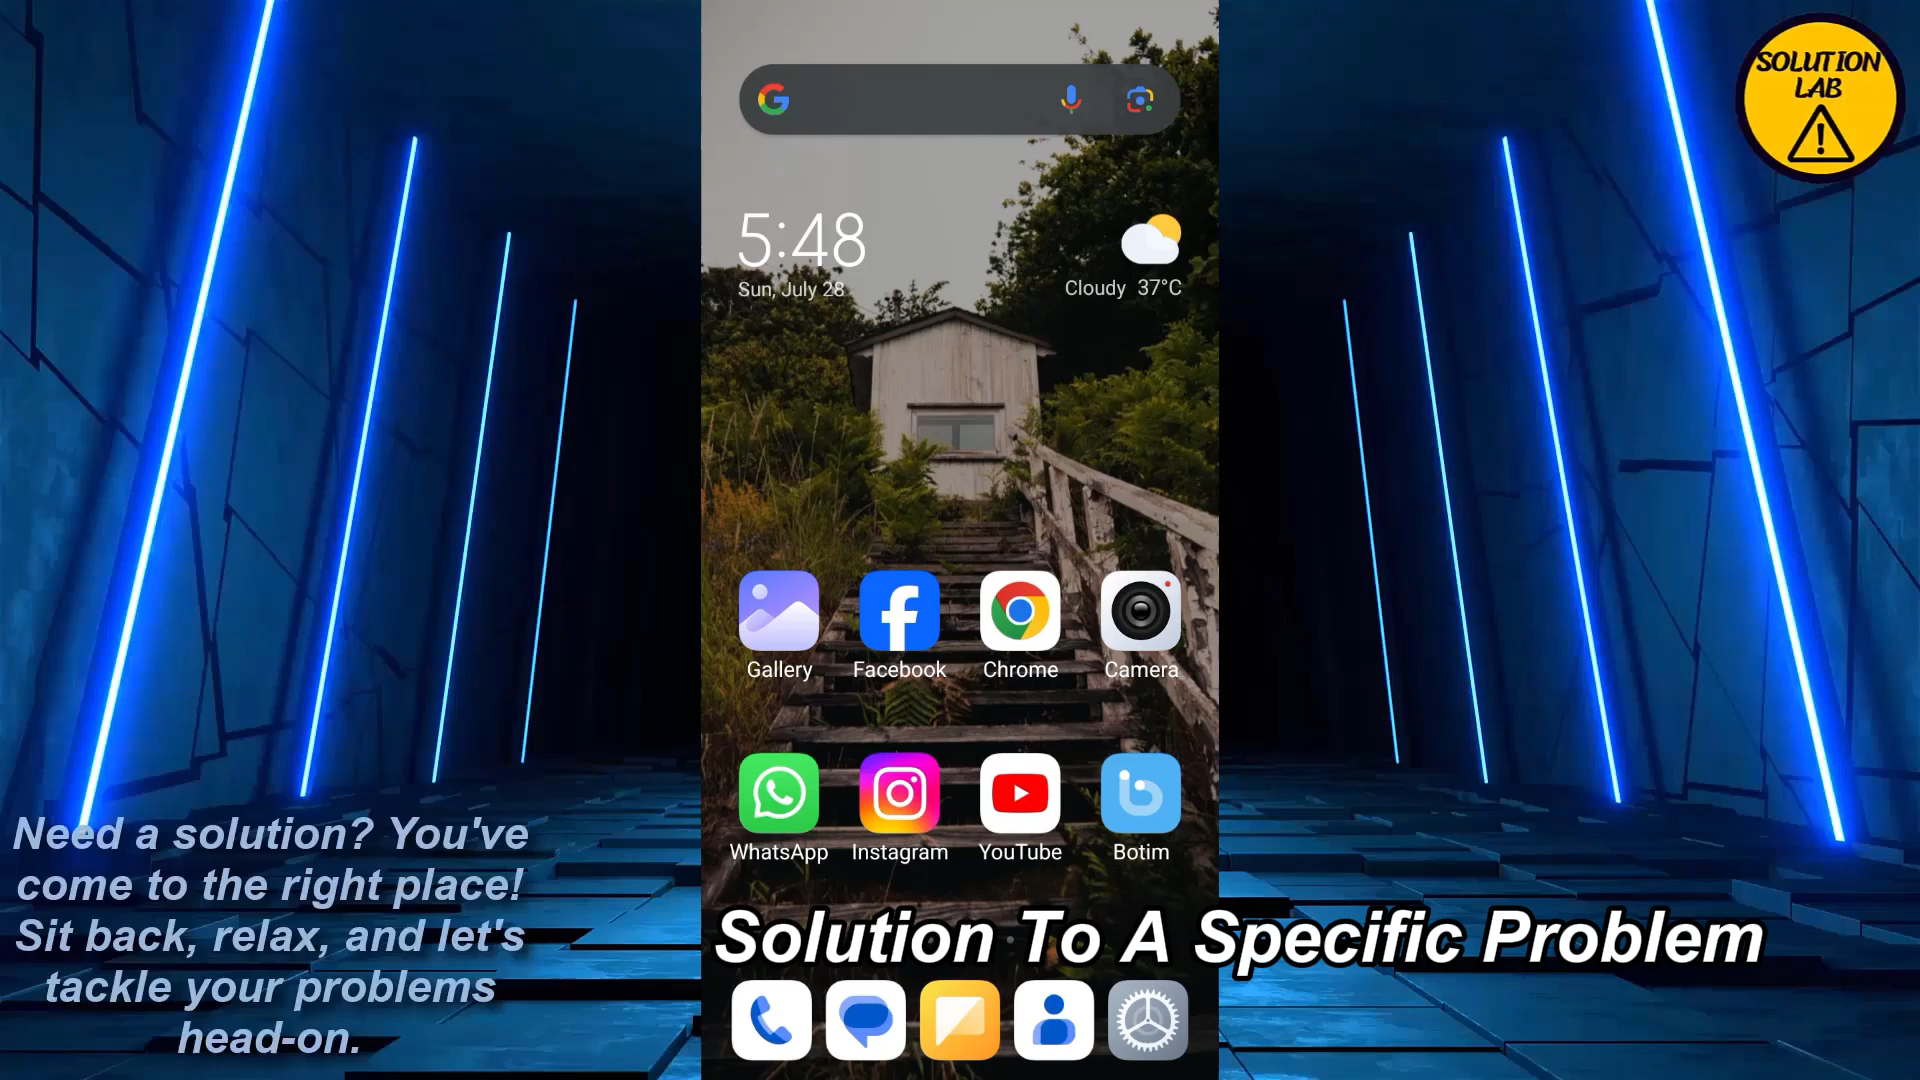 SOLUTION
LAB
5:48
Sun, July 28
Cloudy 37°C
Gallery
Facebook
Chrome
Camera
WhatsApp
Instagram
YouTube
Botim
Need a solution? You've
come to the right place!
Sit back, relax, and let's
tackle your problems
head-on.
Solution To A Specific Problem